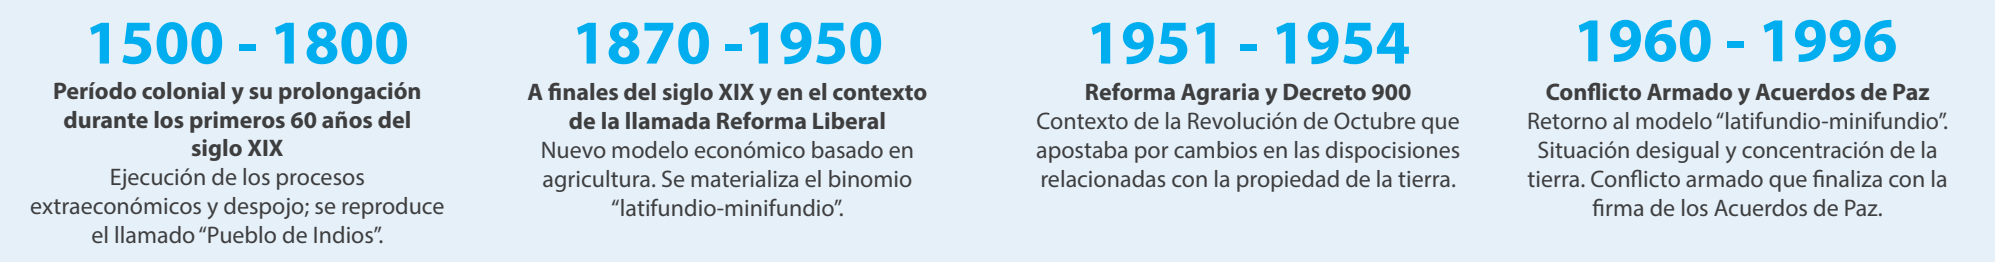 1500 - 1800
Período colonial y su prolongación
durante los primeros 60 años del
siglo XIX
Ejecución de los procesos
extraeconómicos y despojo; se reproduce
el llamado “Pueblo de Indios”.
1870 -1950
A finales del siglo XIX y en el contexto
de la llamada Reforma Liberal
Nuevo modelo económico basado en
agricultura. Se materializa el binomio
“latifundio-minifundio”.
1951 - 1954
Reforma Agraria y Decreto 900
Contexto de la Revolución de Octubre que
apostaba por cambios en las dispocisiones
relacionadas con la propiedad de la tierra.
1960 - 1996
Conflicto Armado y Acuerdos de Paz
Retorno al modelo “latifundio-minifundio”.
Situación desigual y concentración de la
tierra. Conflicto armado que finaliza con la
firma de los Acuerdos de Paz.